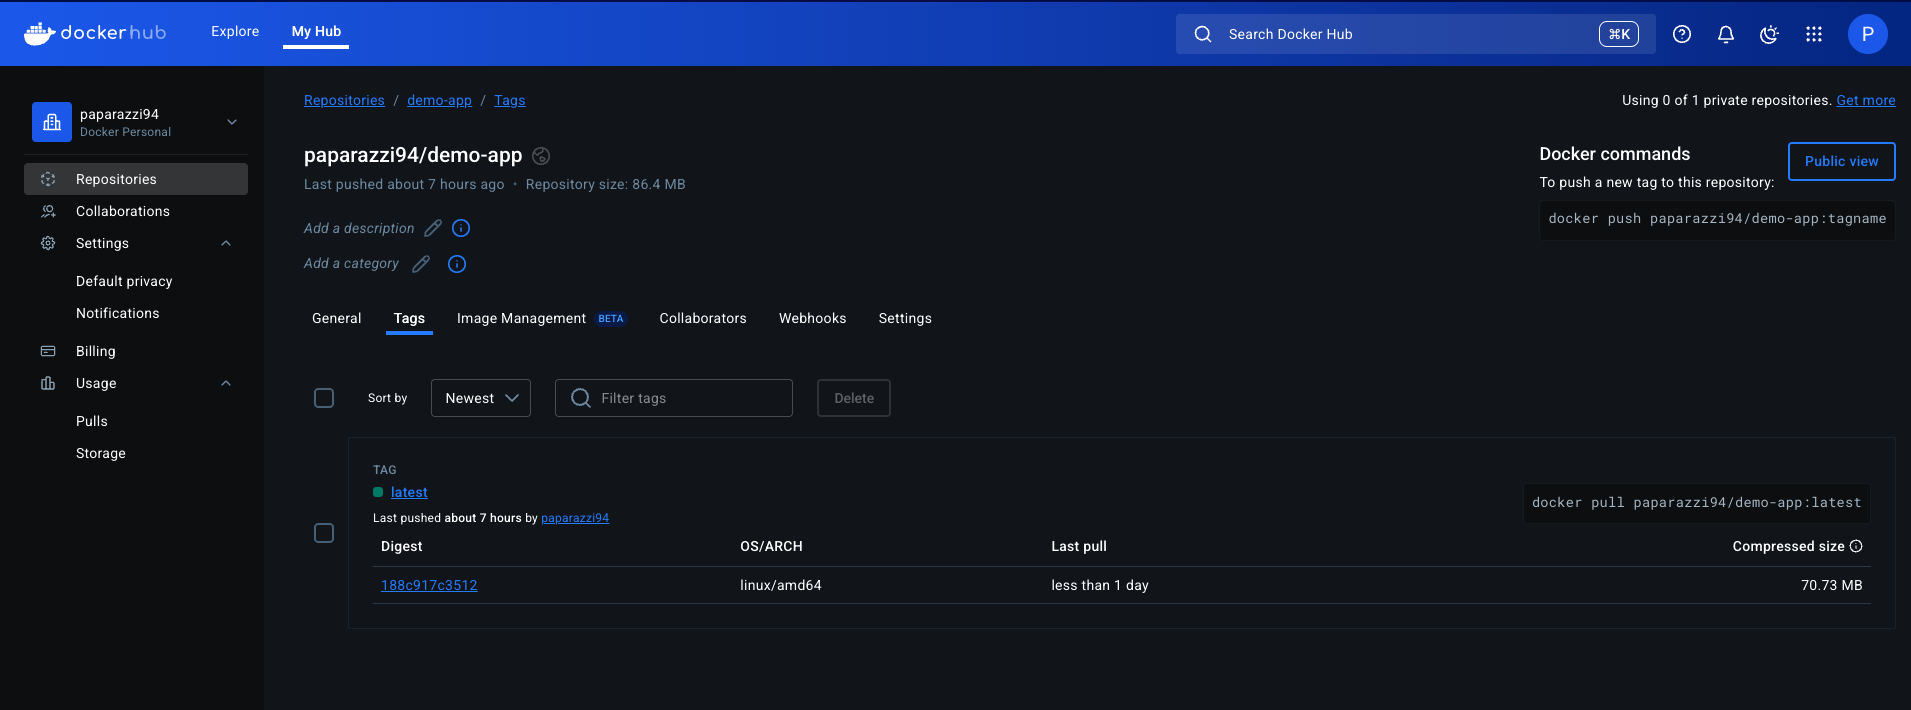 dockerhub
Explore
My Hub
Search Docker Hub
⌘K
P
paparazzi94
Docker Personal
Repositories
Collaborations
Settings
Default privacy
Notifications
Billing
Usage
Pulls
Storage
Repositories / demo-app / Tags
Using 0 of 1 private repositories. Get more
paparazzi94/demo-app
Last pushed about 7 hours ago · Repository size: 86.4 MB
Add a description
Add a category
Docker commands
To push a new tag to this repository:
Public view
docker push paparazzi94/demo-app:tagname
General
Tags
Image Management BETA
Collaborators
Webhooks
Settings
Sort by
Newest
Filter tags
Delete
TAG
latest
Last pushed about 7 hours by paparazzi94
docker pull paparazzi94/demo-app:latest
Digest
OS/ARCH
Last pull
Compressed size
188c917c3512
linux/amd64
less than 1 day
70.73 MB